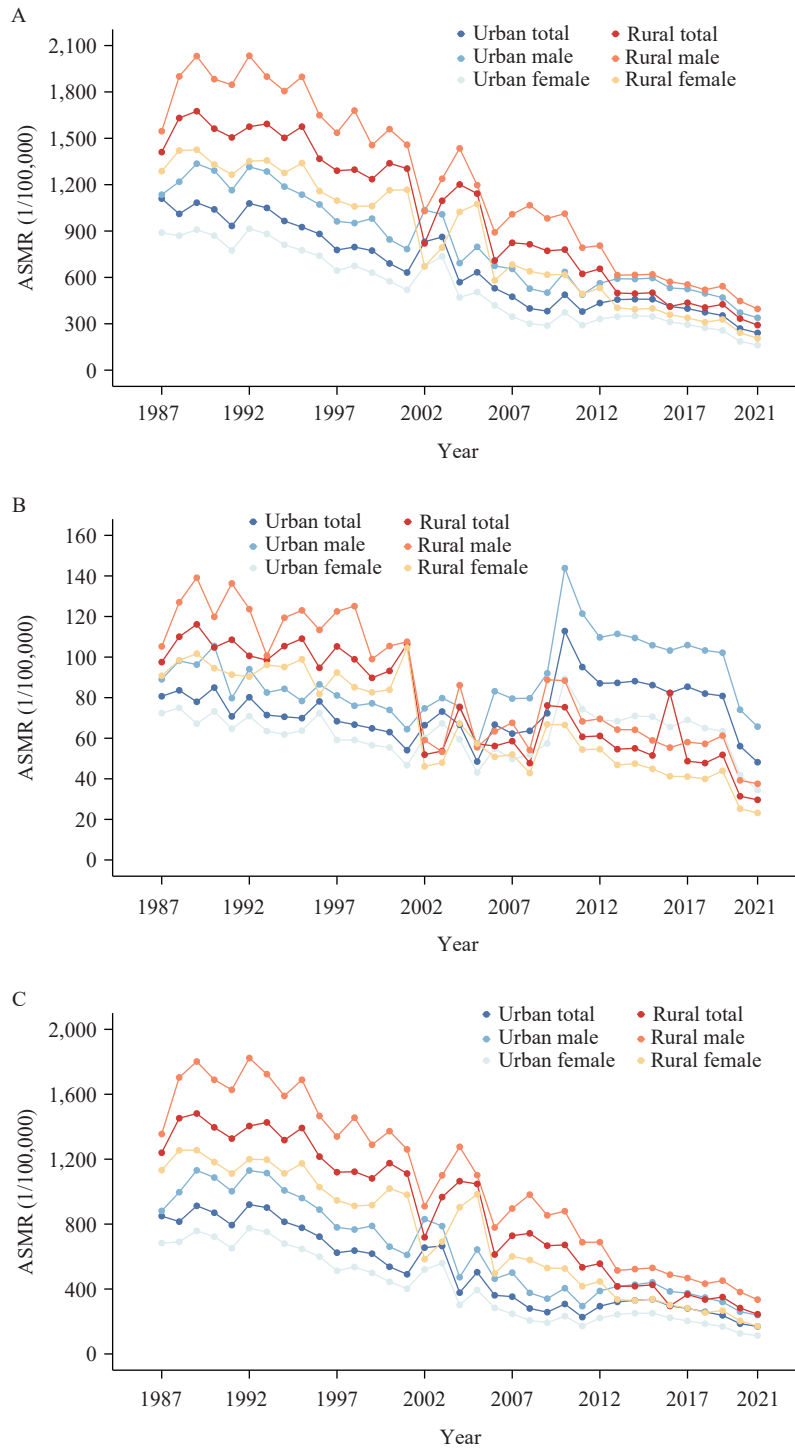 A
Urban total Rural total
Urban male Rural male
Urban female Rural female
2,100
1,800
1,500
1,200
900
600
300
0
ASMR (1/100,000)
1987 1992 1997 2002 2007 2012 2017 2021
Year
B
Urban total Rural total
Urban male Rural male
Urban female Rural female
160
140
120
100
80
60
40
20
0
ASMR (1/100,000)
1987 1992 1997 2002 2007 2012 2017 2021
Year
C
Urban total Rural total
Urban male Rural male
Urban female Rural female
2,000
1,600
1,200
800
400
0
ASMR (1/100,000)
1987 1992 1997 2002 2007 2012 2017 2021
Year